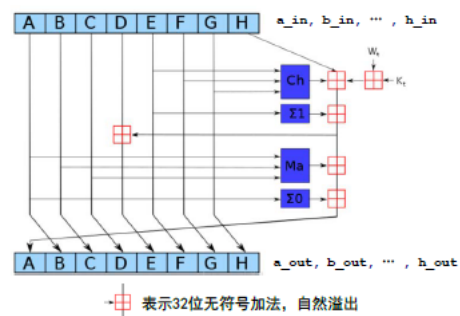 A B C D E F G H
a_in, b_in, … , h_in
Wₜ
Ch
Kₜ
Σ1
Ma
Σ0
A B C D E F G H
a_out, b_out, … , h_out
表示32位无符号加法，自然溢出